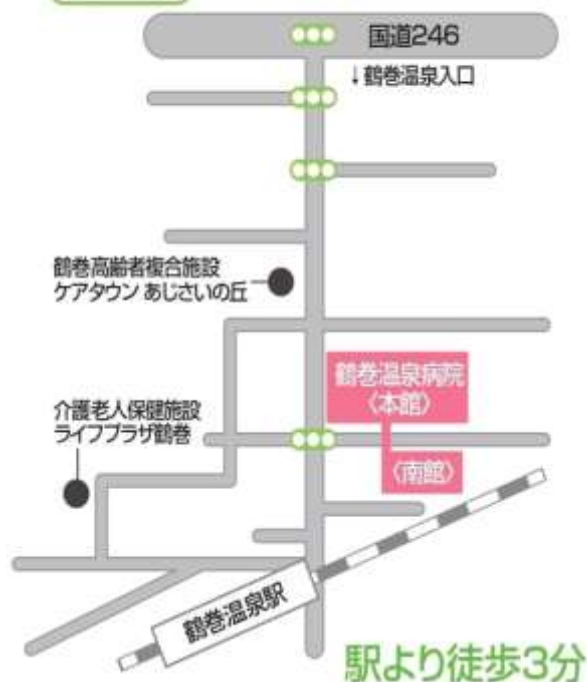 国道246
↓鶴巻温泉入口
鶴巻高齢者複合施設
ケアタウン あじさいの丘
鶴巻温泉病院
〈本館〉
介護老人保健施設
ライフプラザ鶴巻
〈南館〉
鶴巻温泉駅
駅より徒歩3分